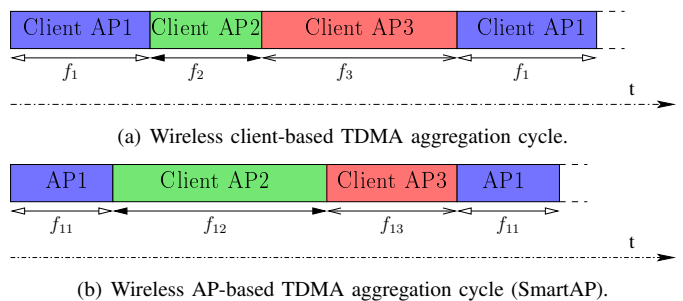 Client AP1 Client AP2 Client AP3 Client AP1
f₁ f₂ f₃ f₁
t
(a) Wireless client-based TDMA aggregation cycle.
AP1 Client AP2 Client AP3 AP1
f₁₁ f₁₂ f₁₃ f₁₁
t
(b) Wireless AP-based TDMA aggregation cycle (SmartAP).